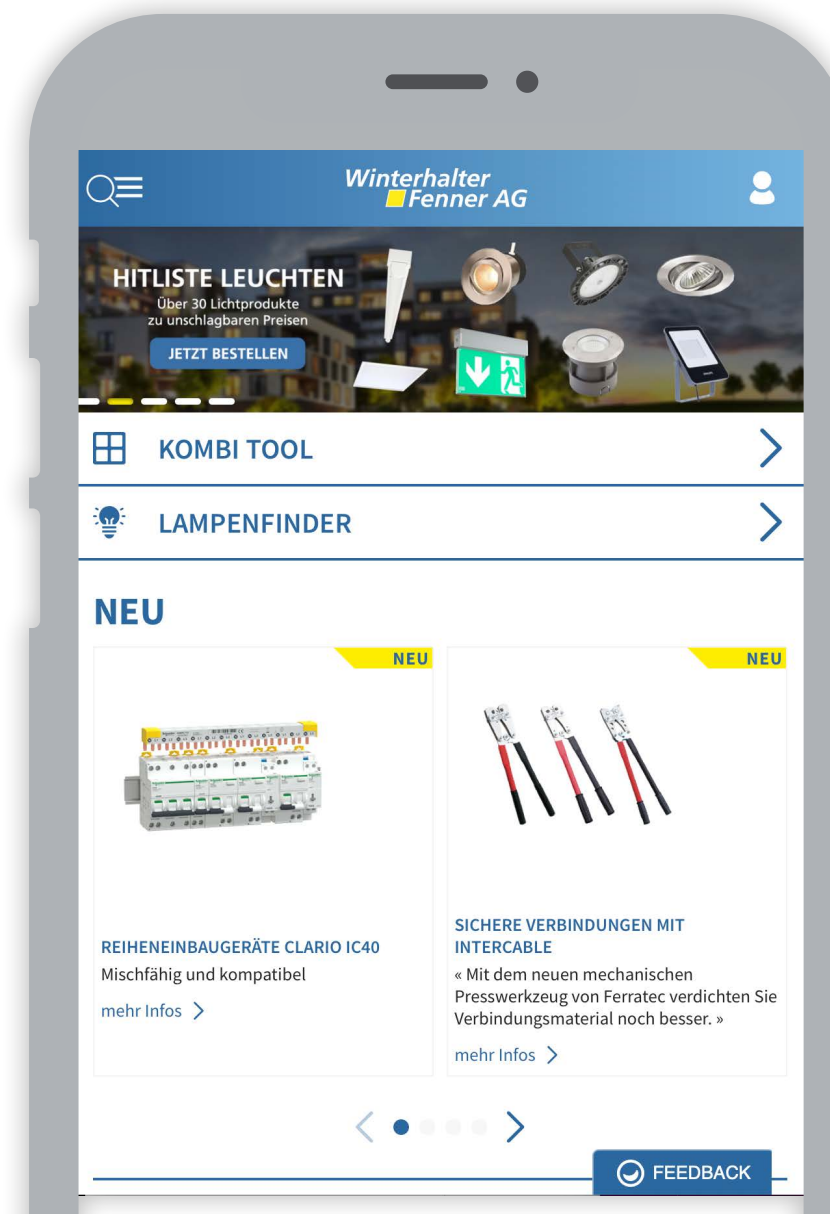 Winterhalter
Fenner AG
HITLISTE LEUCHTEN
Über 30 Lichtprodukte
zu unschlagbaren Preisen
JETZT BESTELLEN
KOMBI TOOL
LAMPENFINDER
NEU
NEU
NEU
REIHENEINBAUGERÄTE CLARIO IC40
Mischfähig und kompatibel
mehr Infos
SICHERE VERBINDUNGEN MIT
INTERCABLE
« Mit dem neuen mechanischen
Presswerkzeug von Ferratec verdichten Sie
Verbindungsmaterial noch besser. »
mehr Infos
FEEDBACK